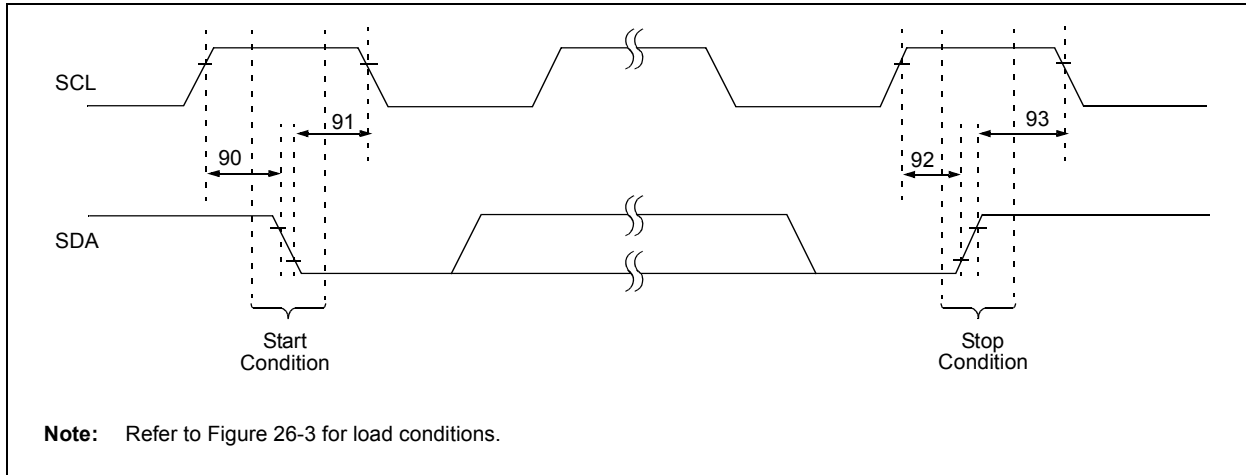 SCL
91
93
90
92
SDA
Start
Condition
Stop
Condition
Note: Refer to Figure 26-3 for load conditions.